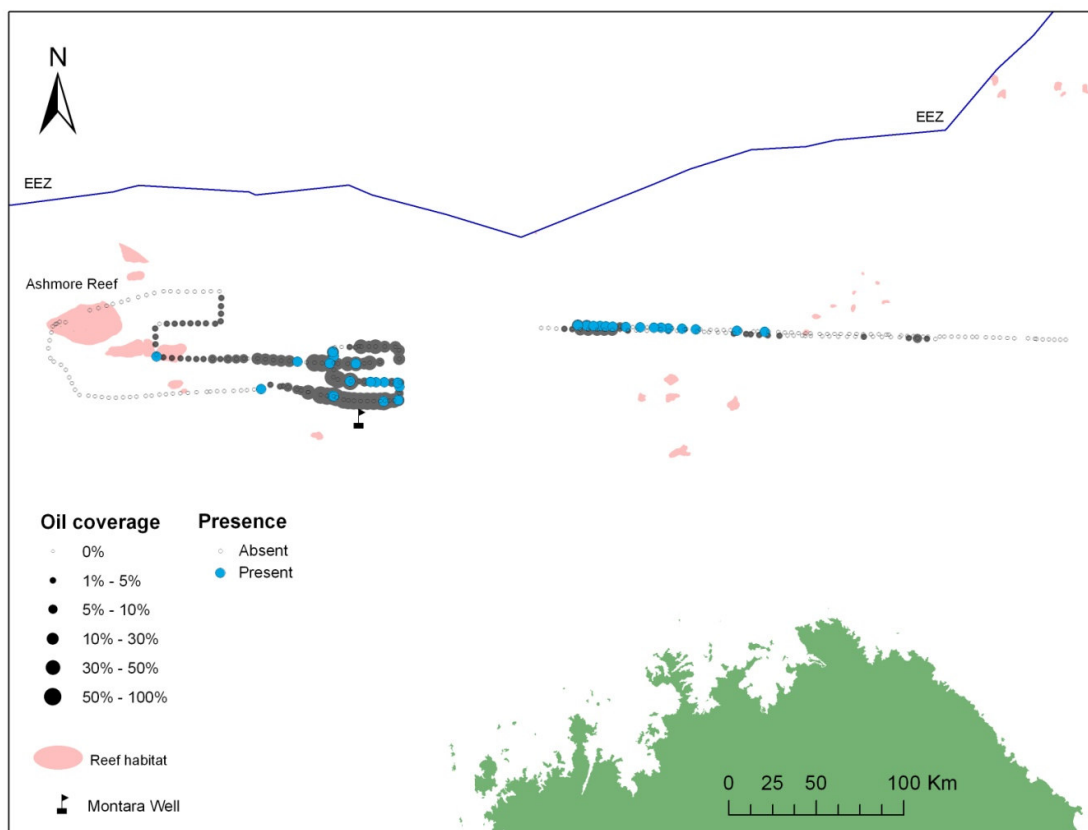 N
EEZ
EEZ
Ashmore Reef
Oil coverage
0%
1% - 5%
5% - 10%
10% - 30%
30% - 50%
50% - 100%
Presence
Absent
Present
Reef habitat
Montara Well
0 25 50 100 Km